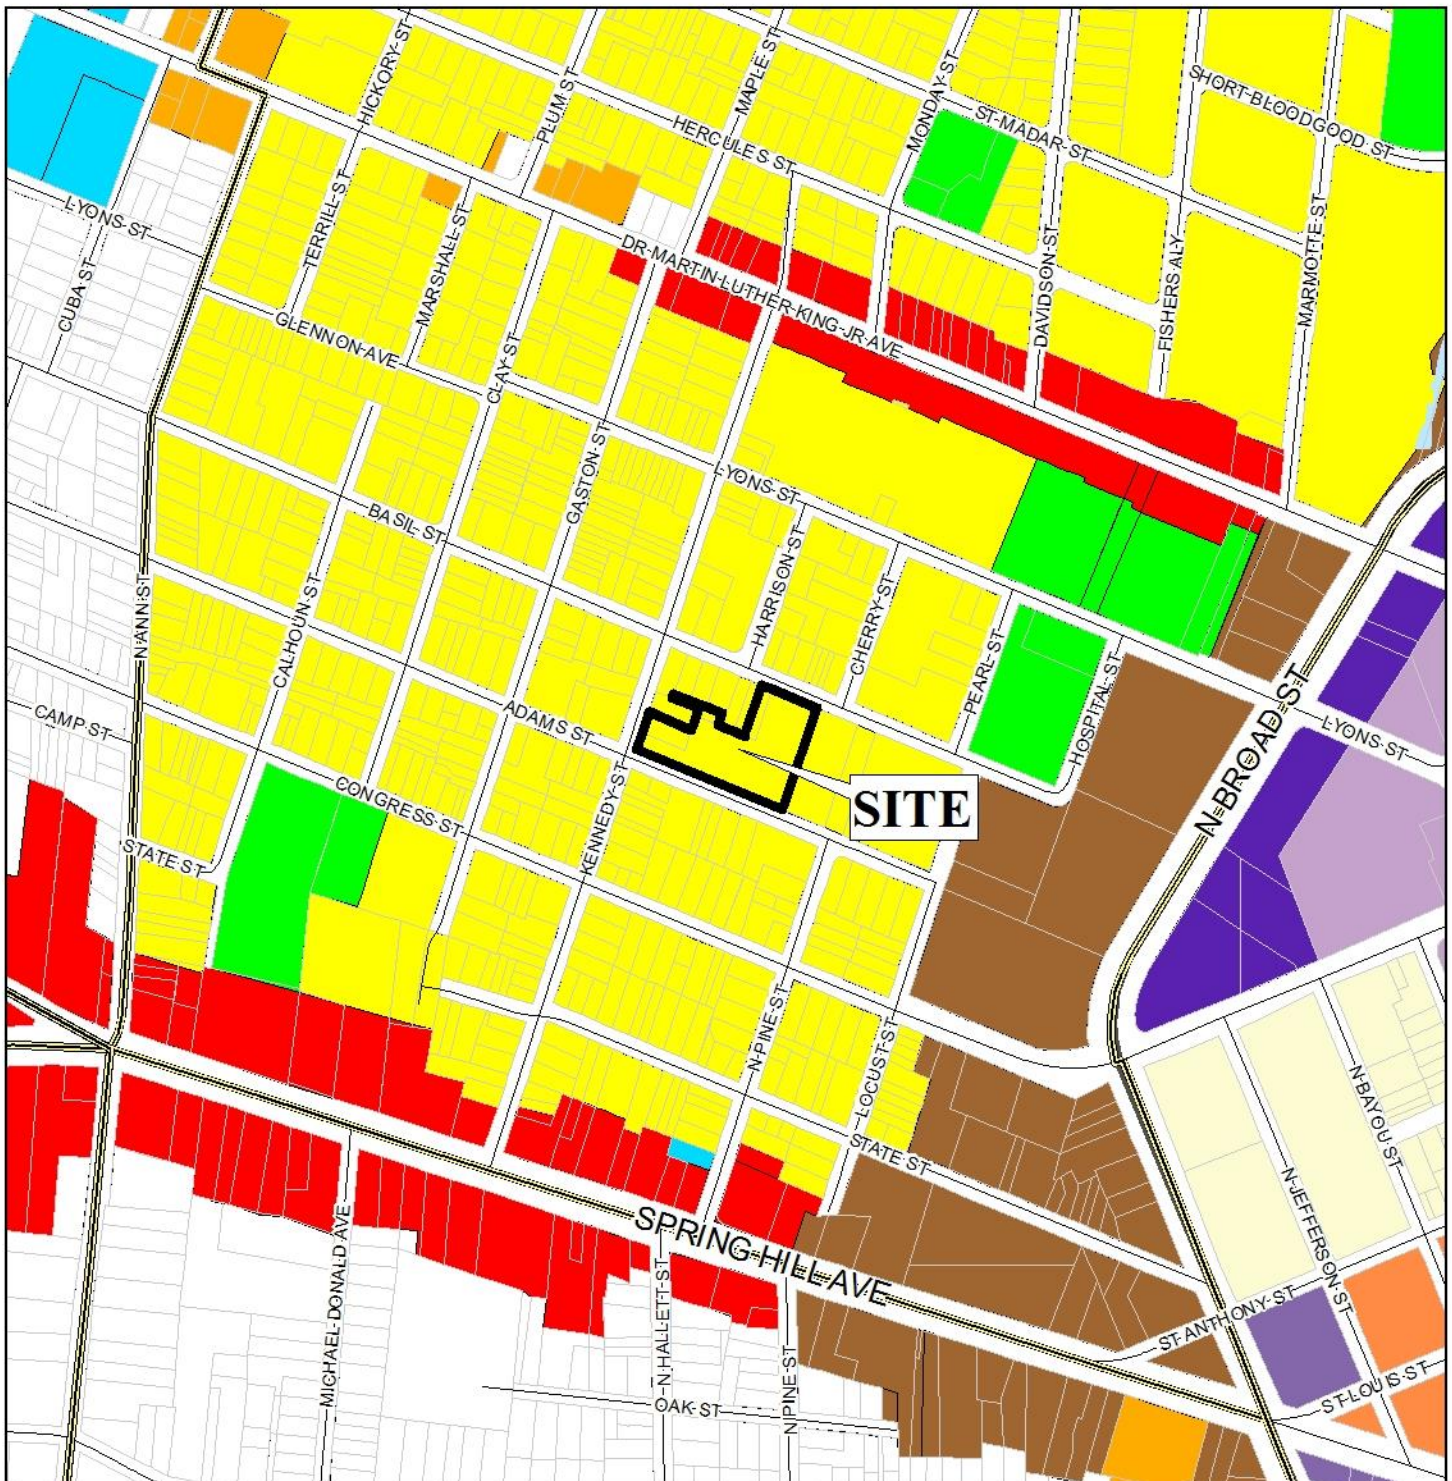 HICKORY ST
PLUM ST
MAPLE ST
MONDAY ST
SHORT BLOODGOOD ST
HERCULES ST
ST MADAR ST
LYONS ST
TERRILL ST
MARSHALL ST
CUBA ST
DR MARTIN LUTHER KING JR AVE
DAVIDSON ST
FISHERS ALY
MARMOTTE ST
GLENNON AVE
CLAY ST
GASTON ST
LYONS ST
BASIL ST
HARRISON ST
CHERRY ST
N ANN ST
CALHOUN ST
PEARL ST
HOSPITAL ST
CAMP ST
ADAMS ST
LYONS ST
N BROAD ST
SITE
CONGRESS ST
KENNEDY ST
STATE ST
N PINE ST
LOCUST ST
N BAYOU ST
STATE ST
N JEFFERSON ST
SPRING HILL AVE
MICHAEL DONALD AVE
N HALLETT ST
ST ANTHONY ST
N PINE ST
OAK ST
ST LOUIS ST